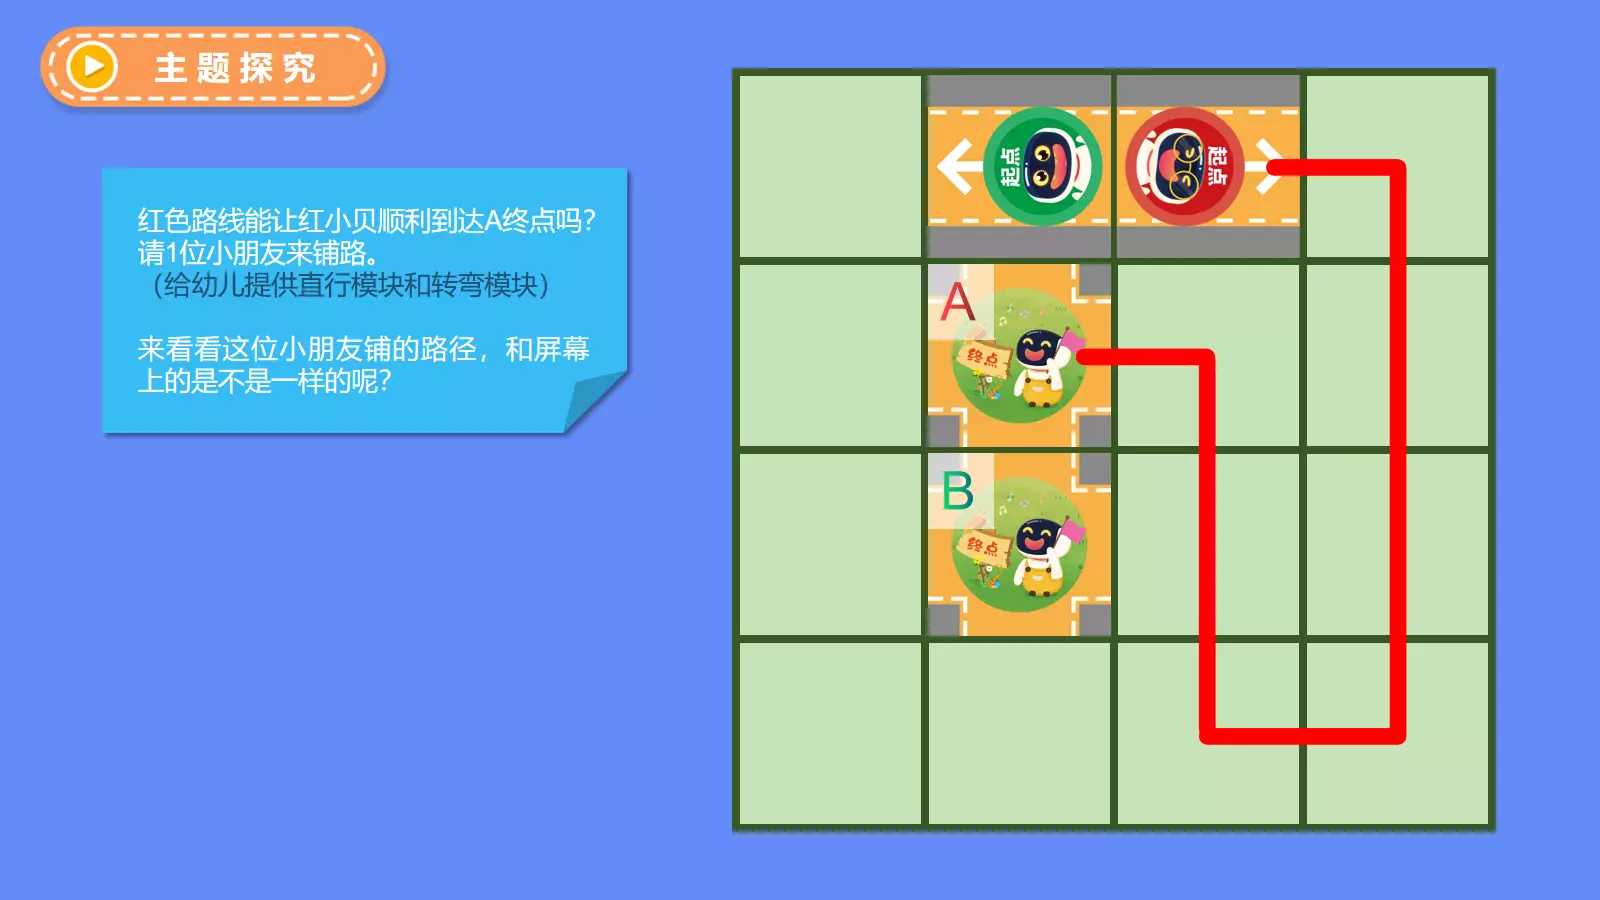 主题探究
红色路线能让红小贝顺利到达A终点吗？
请1位小朋友来铺路。
（给幼儿提供直行模块和转弯模块）
来看看这位小朋友铺的路径，和屏幕
上的是不是一样的呢？
起点
起点
A
终点
B
终点